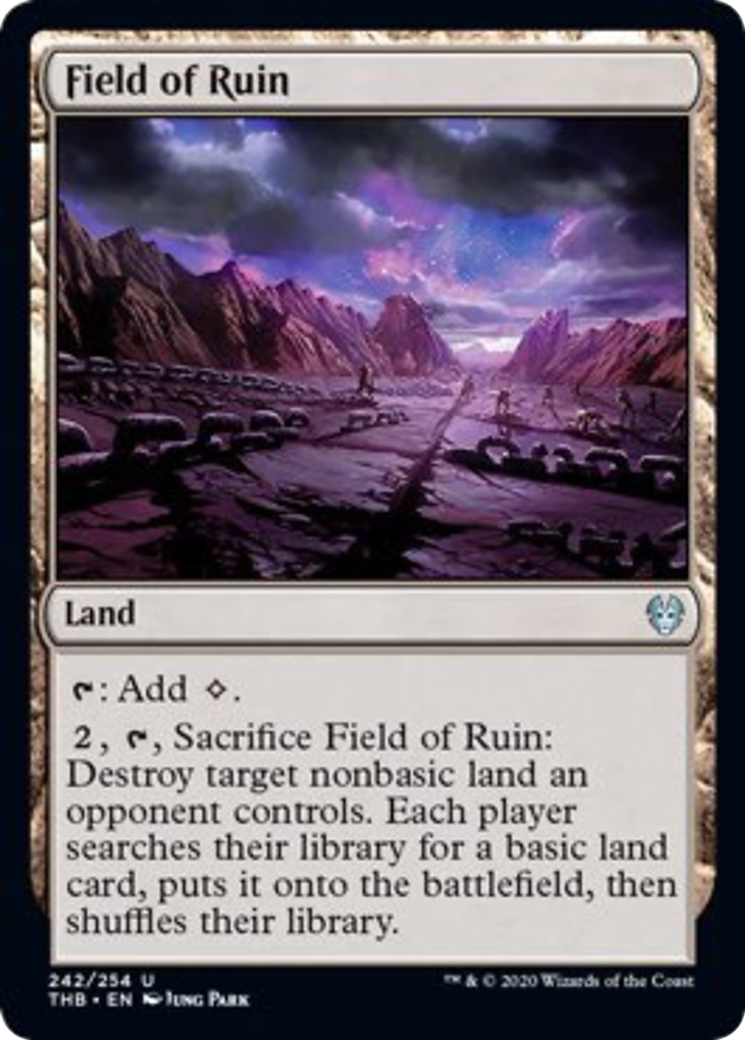 Field of Ruin
Land
: Add .
2, , Sacrifice Field of Ruin:
Destroy target nonbasic land an
opponent controls. Each player
searches their library for a basic land
card, puts it onto the battlefield, then
shuffles their library.
242/254 U
™ & © 2020 Wizards of the Coast
THB • EN Jung Park